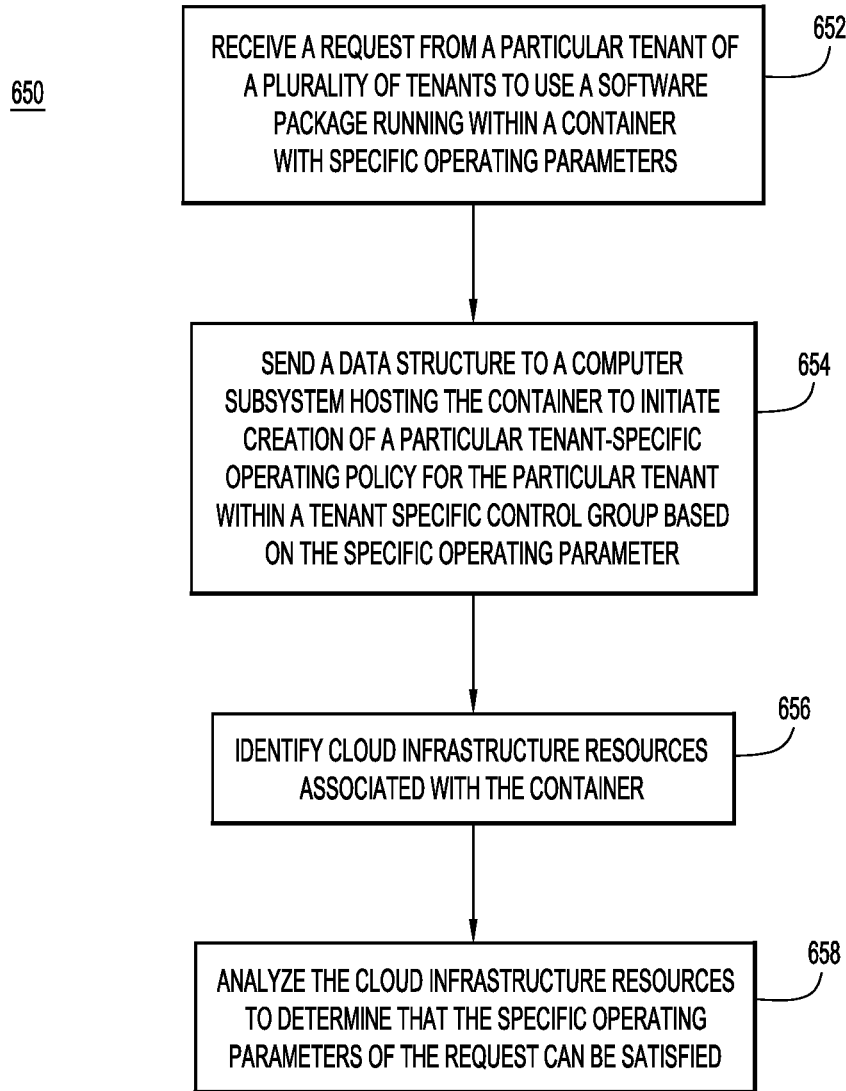 650
652
RECEIVE A REQUEST FROM A PARTICULAR TENANT OF
A PLURALITY OF TENANTS TO USE A SOFTWARE
PACKAGE RUNNING WITHIN A CONTAINER
WITH SPECIFIC OPERATING PARAMETERS
654
SEND A DATA STRUCTURE TO A COMPUTER
SUBSYSTEM HOSTING THE CONTAINER TO INITIATE
CREATION OF A PARTICULAR TENANT-SPECIFIC
OPERATING POLICY FOR THE PARTICULAR TENANT
WITHIN A TENANT SPECIFIC CONTROL GROUP BASED
ON THE SPECIFIC OPERATING PARAMETER
656
IDENTIFY CLOUD INFRASTRUCTURE RESOURCES
ASSOCIATED WITH THE CONTAINER
658
ANALYZE THE CLOUD INFRASTRUCTURE RESOURCES
TO DETERMINE THAT THE SPECIFIC OPERATING
PARAMETERS OF THE REQUEST CAN BE SATISFIED